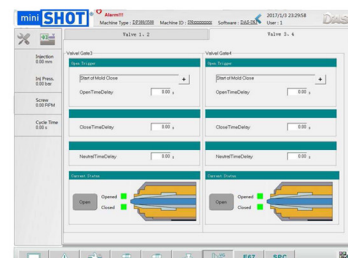 mini SHOT
Alarm!!!
Machine Type :
Machine ID :
Software :
2017/1/3 23:29:58
User : 1
Valve 1, 2
Valve 3, 4
Injection
0.00 mm
Inj Press.
0.00 bar
Screw
0.00 RPM
Cycle Time
0.00 s
Valve Gate3
Open Trigger
Start of Mold Close
+
OpenTimeDelay:
0.00 s
CloseTimeDelay:
0.00 s
NeutralTimeDelay:
0.00 s
Current Status
Open
Opened
Closed
Valve Gate4
Open Trigger
Start of Mold Close
+
OpenTimeDelay:
0.00 s
CloseTimeDelay:
0.00 s
NeutralTimeDelay:
0.00 s
Current Status
Open
Opened
Closed